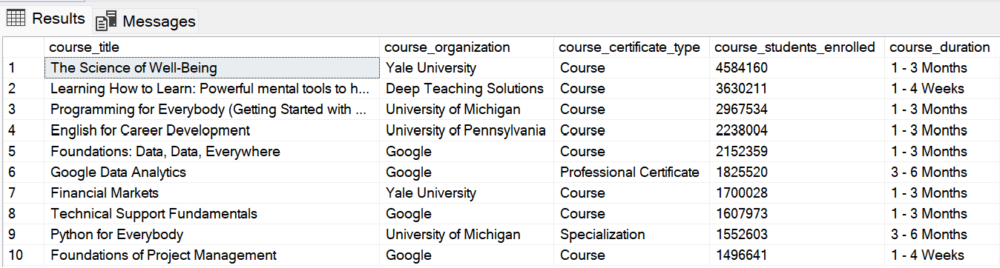 Results Messages
course_title course_organization course_certificate_type course_students_enrolled course_duration
1 The Science of Well-Being Yale University Course 4584160 1 - 3 Months
2 Learning How to Learn: Powerful mental tools to h... Deep Teaching Solutions Course 3630211 1 - 4 Weeks
3 Programming for Everybody (Getting Started with ... University of Michigan Course 2967534 1 - 3 Months
4 English for Career Development University of Pennsylvania Course 2238004 1 - 3 Months
5 Foundations: Data, Data, Everywhere Google Course 2152359 1 - 3 Months
6 Google Data Analytics Google Professional Certificate 1825520 3 - 6 Months
7 Financial Markets Yale University Course 1700028 1 - 3 Months
8 Technical Support Fundamentals Google Course 1607973 1 - 3 Months
9 Python for Everybody University of Michigan Specialization 1552603 3 - 6 Months
10 Foundations of Project Management Google Course 1496641 1 - 4 Weeks